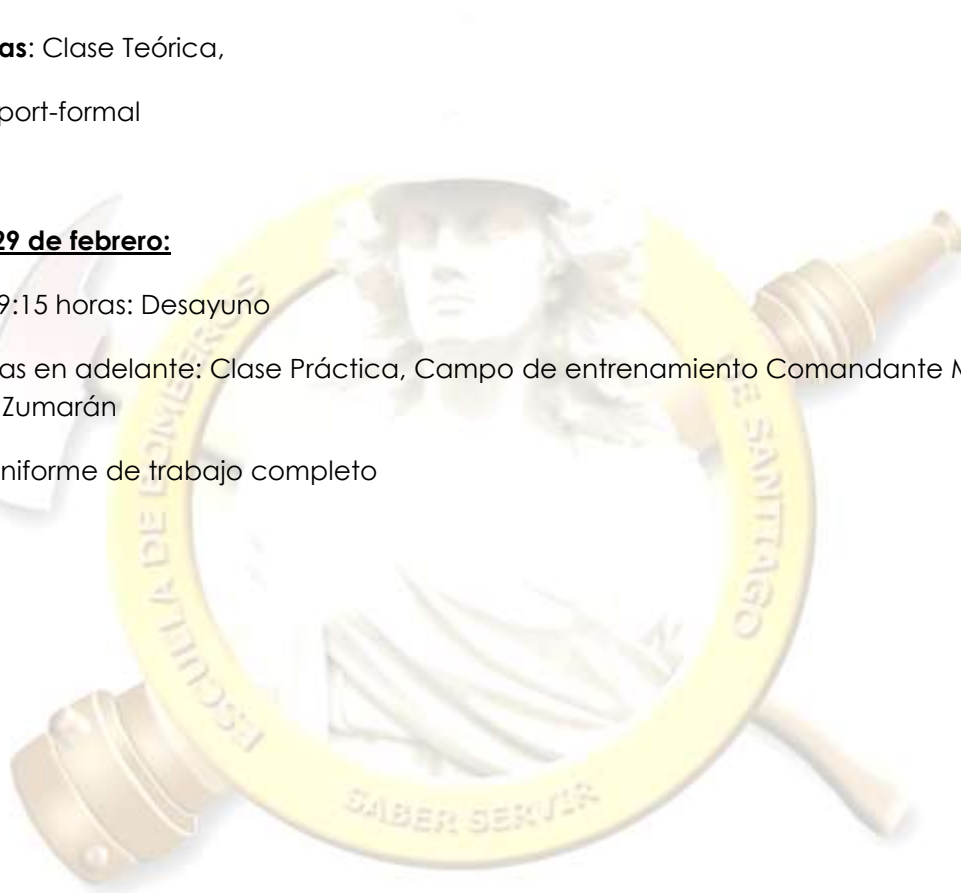 as: Clase Teórica,
port-formal
29 de febrero:
9:15 horas: Desayuno
as en adelante: Clase Práctica, Campo de entrenamiento Comandante M
Zumarán
niforme de trabajo completo
ESCUELA DE BOMBEROS
DE SANTIAGO
SABER SERVIR